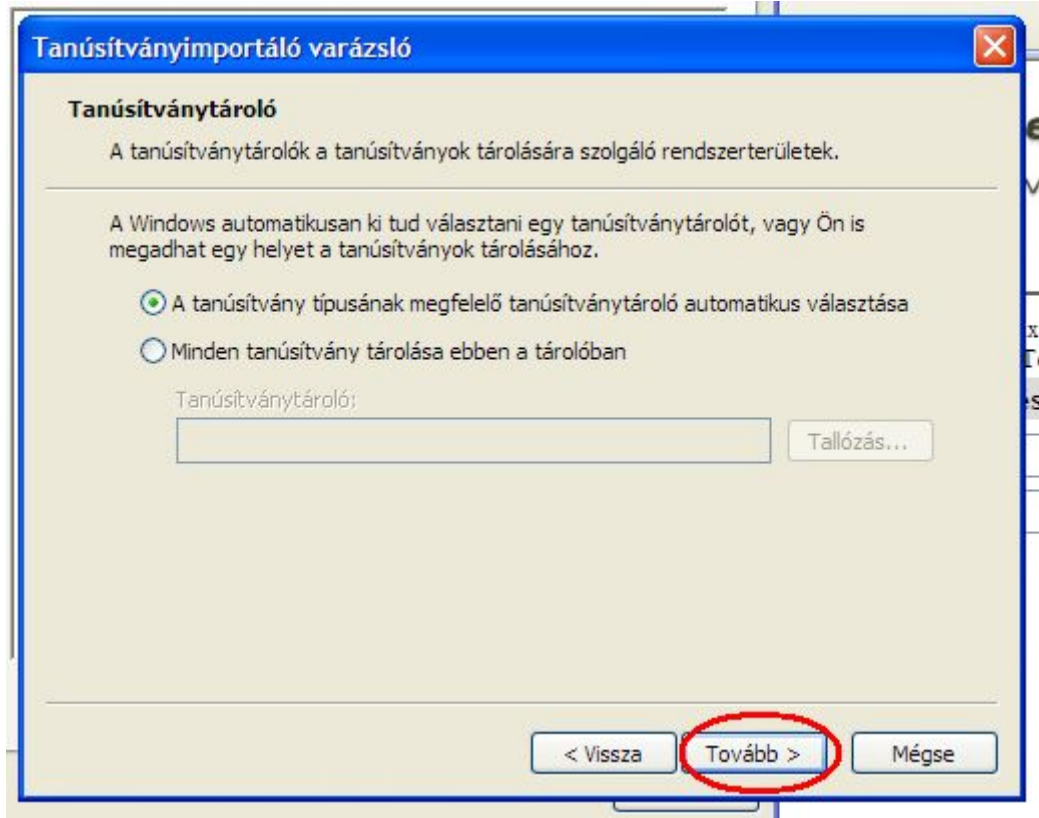 Tanúsítványimportáló varázsló
Tanúsítványtároló
A tanúsítványtárolók a tanúsítványok tárolására szolgáló rendszerterületek.
A Windows automatikusan ki tud választani egy tanúsítványtárolót, vagy Ön is
megadhat egy helyet a tanúsítványok tárolásához.
A tanúsítvány típusának megfelelő tanúsítványtároló automatikus választása
Minden tanúsítvány tárolása ebben a tárolóban
Tanúsítványtároló:
Tallózás...
< Vissza
Tovább >
Mégse